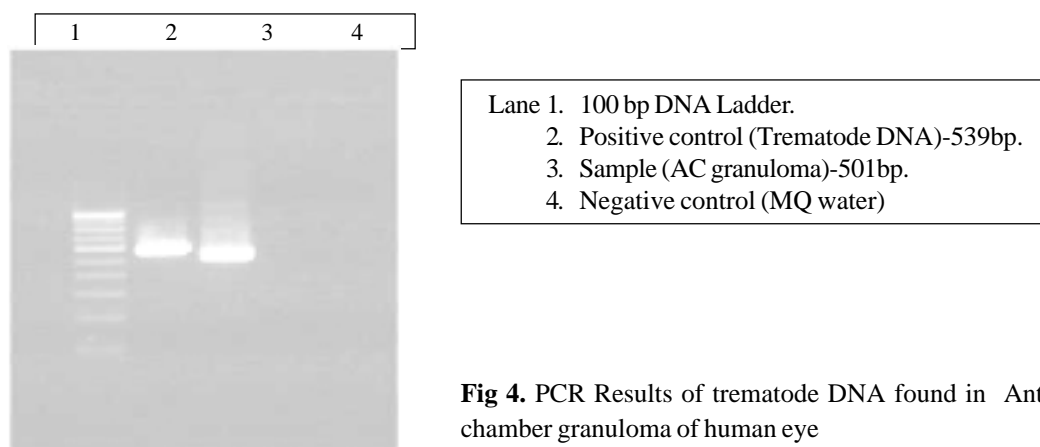 1 2 3 4
Lane 1. 100 bp DNA Ladder.
2. Positive control (Trematode DNA)-539bp.
3. Sample (AC granuloma)-501bp.
4. Negative control (MQ water)
Fig 4. PCR Results of trematode DNA found in Ant
chamber granuloma of human eye